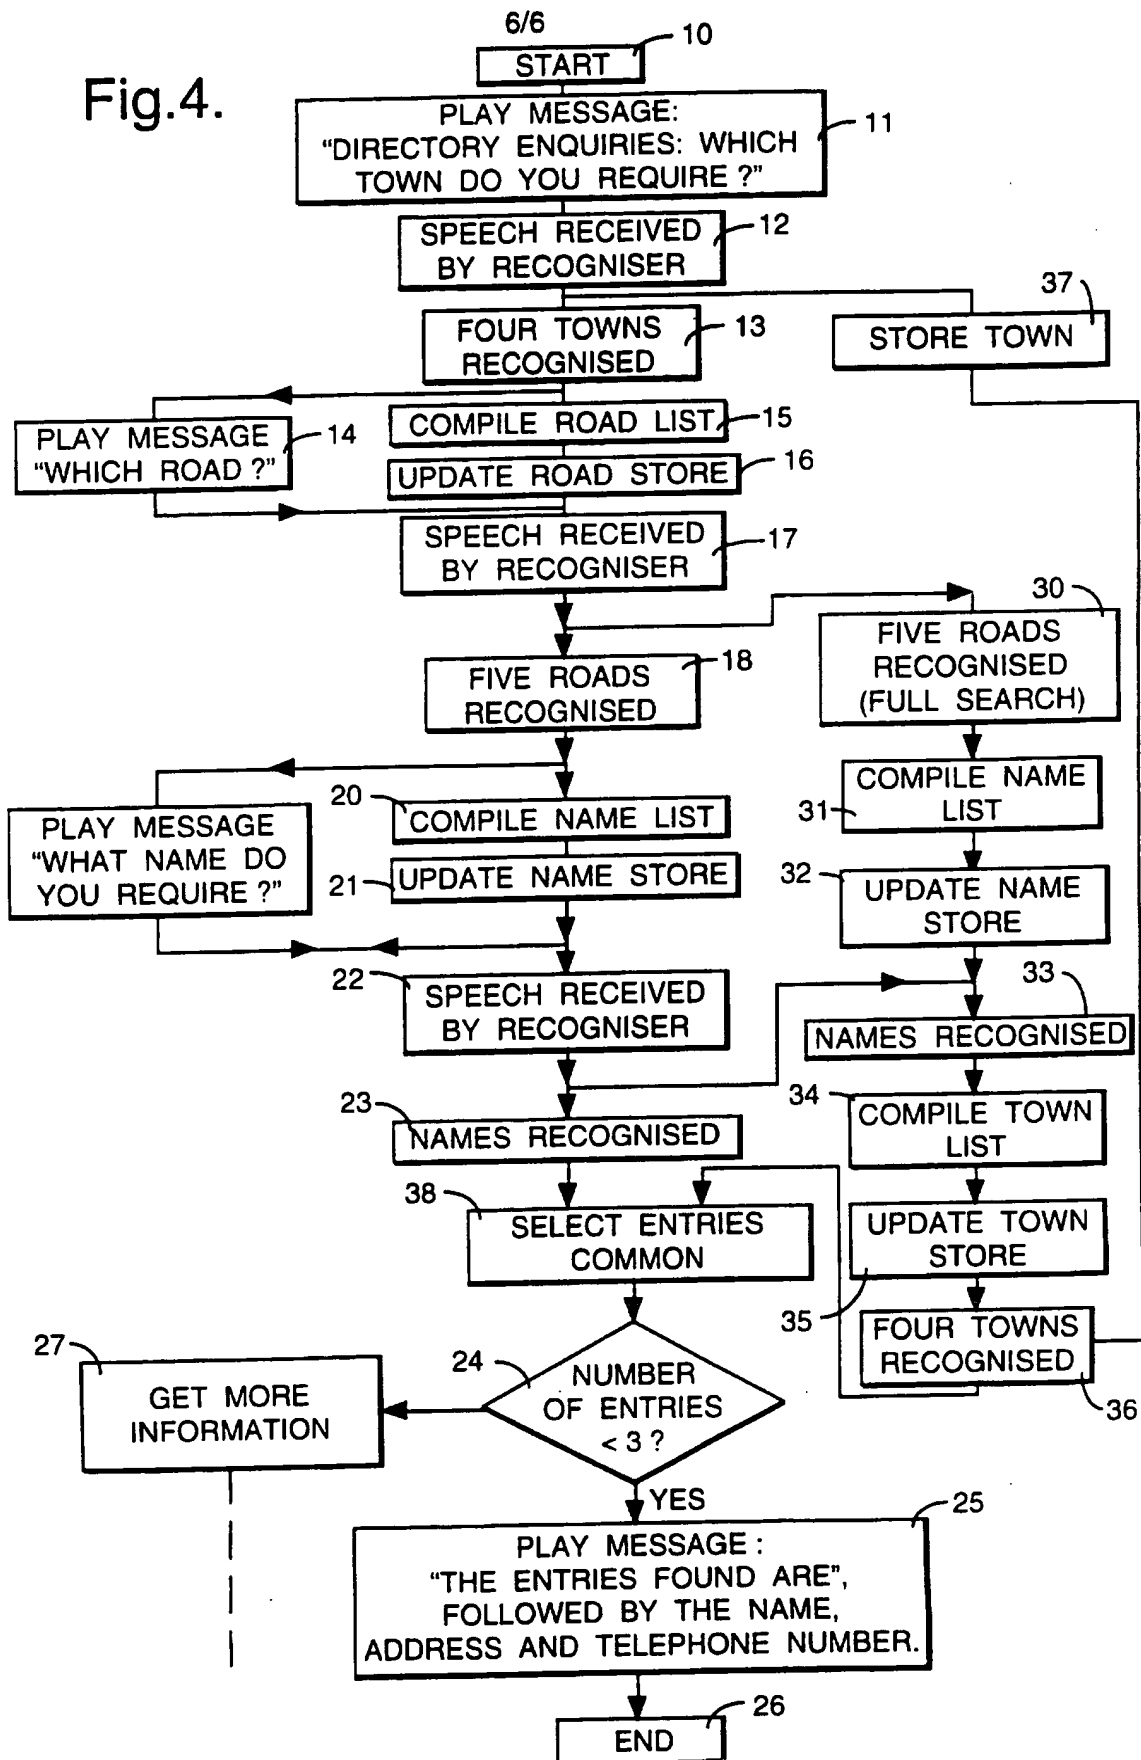 6/6
Fig.4.
10
START
PLAY MESSAGE:
“DIRECTORY ENQUIRIES: WHICH
TOWN DO YOU REQUIRE ?”
11
SPEECH RECEIVED
BY RECOGNISER
12
FOUR TOWNS
RECOGNISED
13
37
STORE TOWN
PLAY MESSAGE
“WHICH ROAD ?”
14
COMPILE ROAD LIST
15
UPDATE ROAD STORE
16
SPEECH RECEIVED
BY RECOGNISER
17
FIVE ROADS
RECOGNISED
18
30
FIVE ROADS
RECOGNISED
(FULL SEARCH)
PLAY MESSAGE
“WHAT NAME DO
YOU REQUIRE ?”
20
COMPILE NAME LIST
21
UPDATE NAME STORE
31
COMPILE NAME
LIST
32
UPDATE NAME
STORE
22
SPEECH RECEIVED
BY RECOGNISER
33
NAMES RECOGNISED
23
NAMES RECOGNISED
34
COMPILE TOWN
LIST
38
SELECT ENTRIES
COMMON
UPDATE TOWN
STORE
35
FOUR TOWNS
RECOGNISED
36
27
GET MORE
INFORMATION
24
NUMBER
OF ENTRIES
< 3 ?
YES
25
PLAY MESSAGE :
“THE ENTRIES FOUND ARE”,
FOLLOWED BY THE NAME,
ADDRESS AND TELEPHONE NUMBER.
END
26